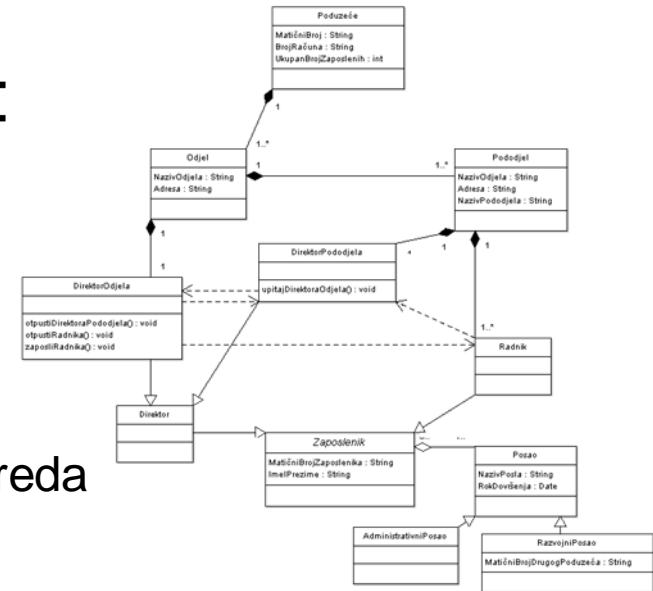 Poduzeće
MatičniBroj : String
BrojRačuna : String
UkupanBrojZaposlenih : int
1
1..*
Odjel
NazivOdjela : String
Adresa : String
1
1..*
Pododjel
NazivOdjela : String
Adresa : String
NazivPododjela : String
1
1
1
1
DirektorPododjela
upitajDirektoraOdjela() : void
DirektorOdjela
otpustiDirektoraPododjela() : void
otpustiRadnika() : void
zaposliRadnika() : void
1..*
Radnik
Direktor
Zaposlenik
MatičniBrojZaposlenika : String
ImeIPrezime : String
Posao
NazivPosla : String
RokDovršenja : Date
reda
AdministrativniPosao
RazvojniPosao
MatičniBrojDrugogPoduzeća : String